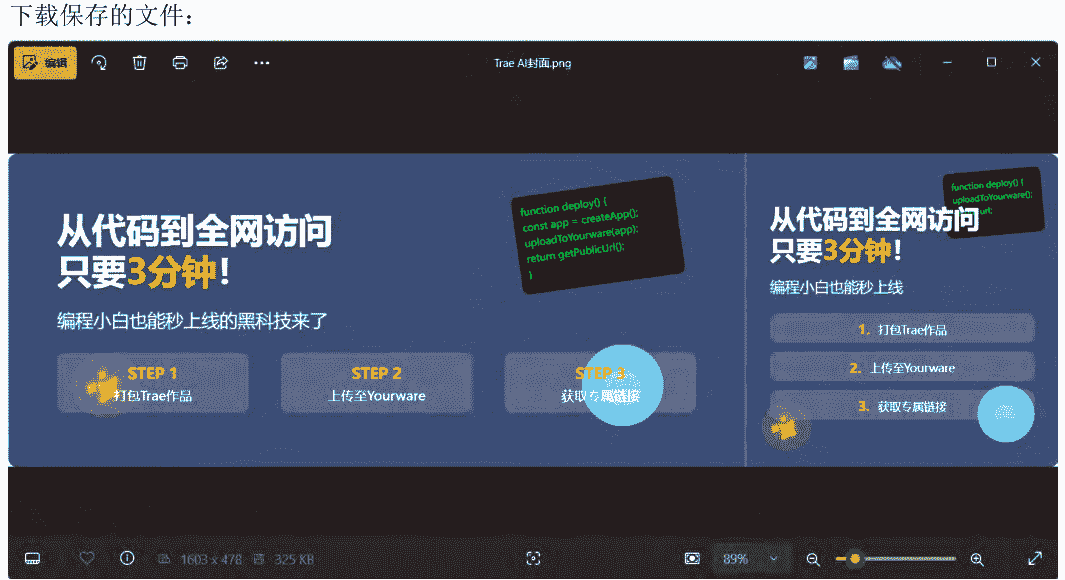 下载保存的文件：
编辑
Trae AI封面.png
从代码到全网访问
只要3分钟！
编程小白也能秒上线的黑科技来了
function deploy() {
const app = createApp();
uploadToYourware(app);
return getPublicUrl();
}
STEP 1
打包Trae作品
STEP 2
上传至Yourware
STEP 3
获取专属链接
function deploy() {
uploadToYourware();
url;
从代码到全网访问
只要3分钟！
编程小白也能秒上线
1. 打包Trae作品
2. 上传至Yourware
3. 获取专属链接
1603 x 478
325 KB
89%